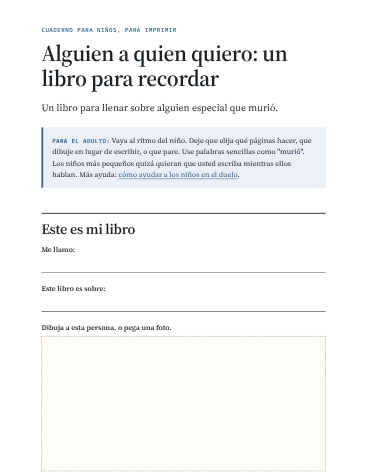 CUADERNO PARA NIÑOS, PARA IMPRIMIR
Alguien a quien quiero: un
libro para recordar
Un libro para llenar sobre alguien especial que murió.
PARA EL ADULTO: Vaya al ritmo del niño. Deje que elija qué páginas hacer, que
dibuje en lugar de escribir, o que pare. Use palabras sencillas como "murió".
Los niños más pequeños quizá quieran que usted escriba mientras ellos
hablan. Más ayuda: cómo ayudar a los niños en el duelo.
Este es mi libro
Me llamo:
Este libro es sobre:
Dibuja a esta persona, o pega una foto.